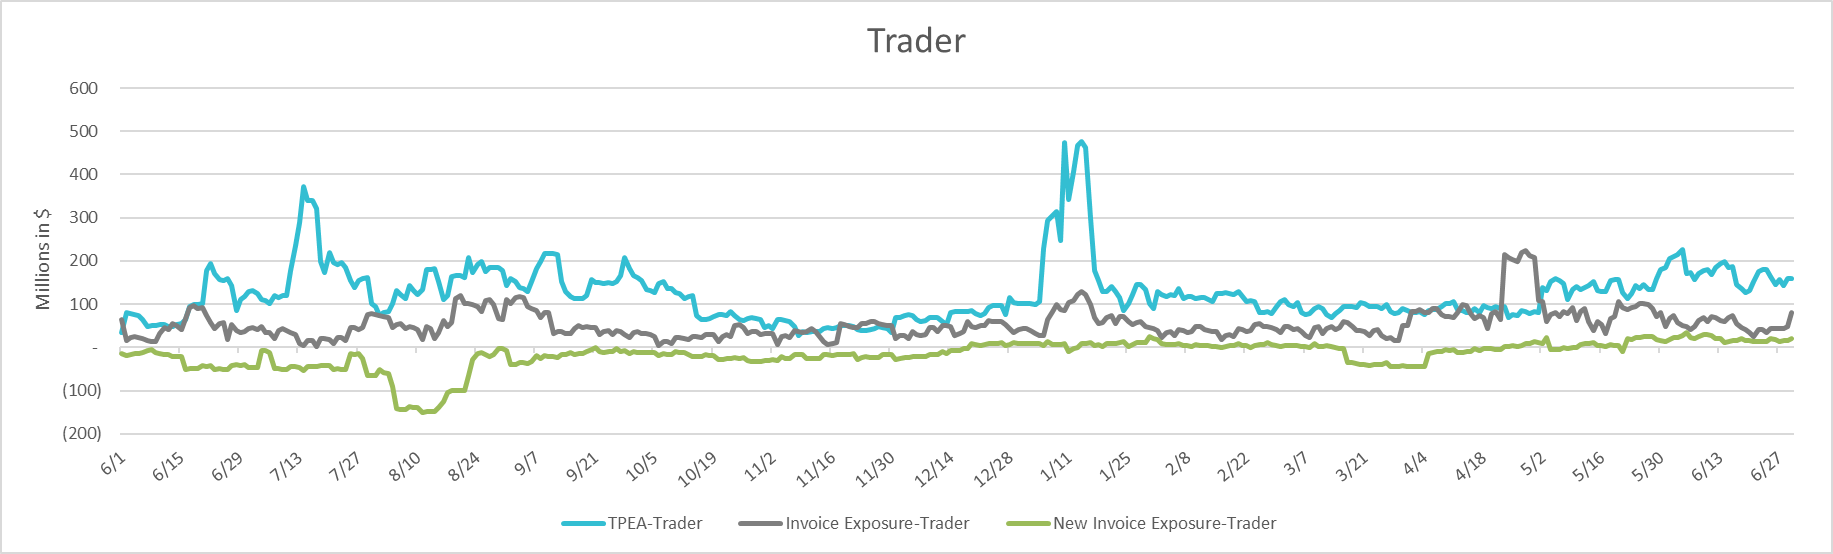 Trader
Millions in $
600
500
400
300
200
100
-
(100)
(200)
6/1 6/15 6/29 7/13 7/27 8/10 8/24 9/7 9/21 10/5 10/19 11/2 11/16 11/30 12/14 12/28 1/11 1/25 2/8 2/22 3/7 3/21 4/4 4/18 5/2 5/16 5/30 6/13 6/27
TPEA-Trader Invoice Exposure-Trader New Invoice Exposure-Trader